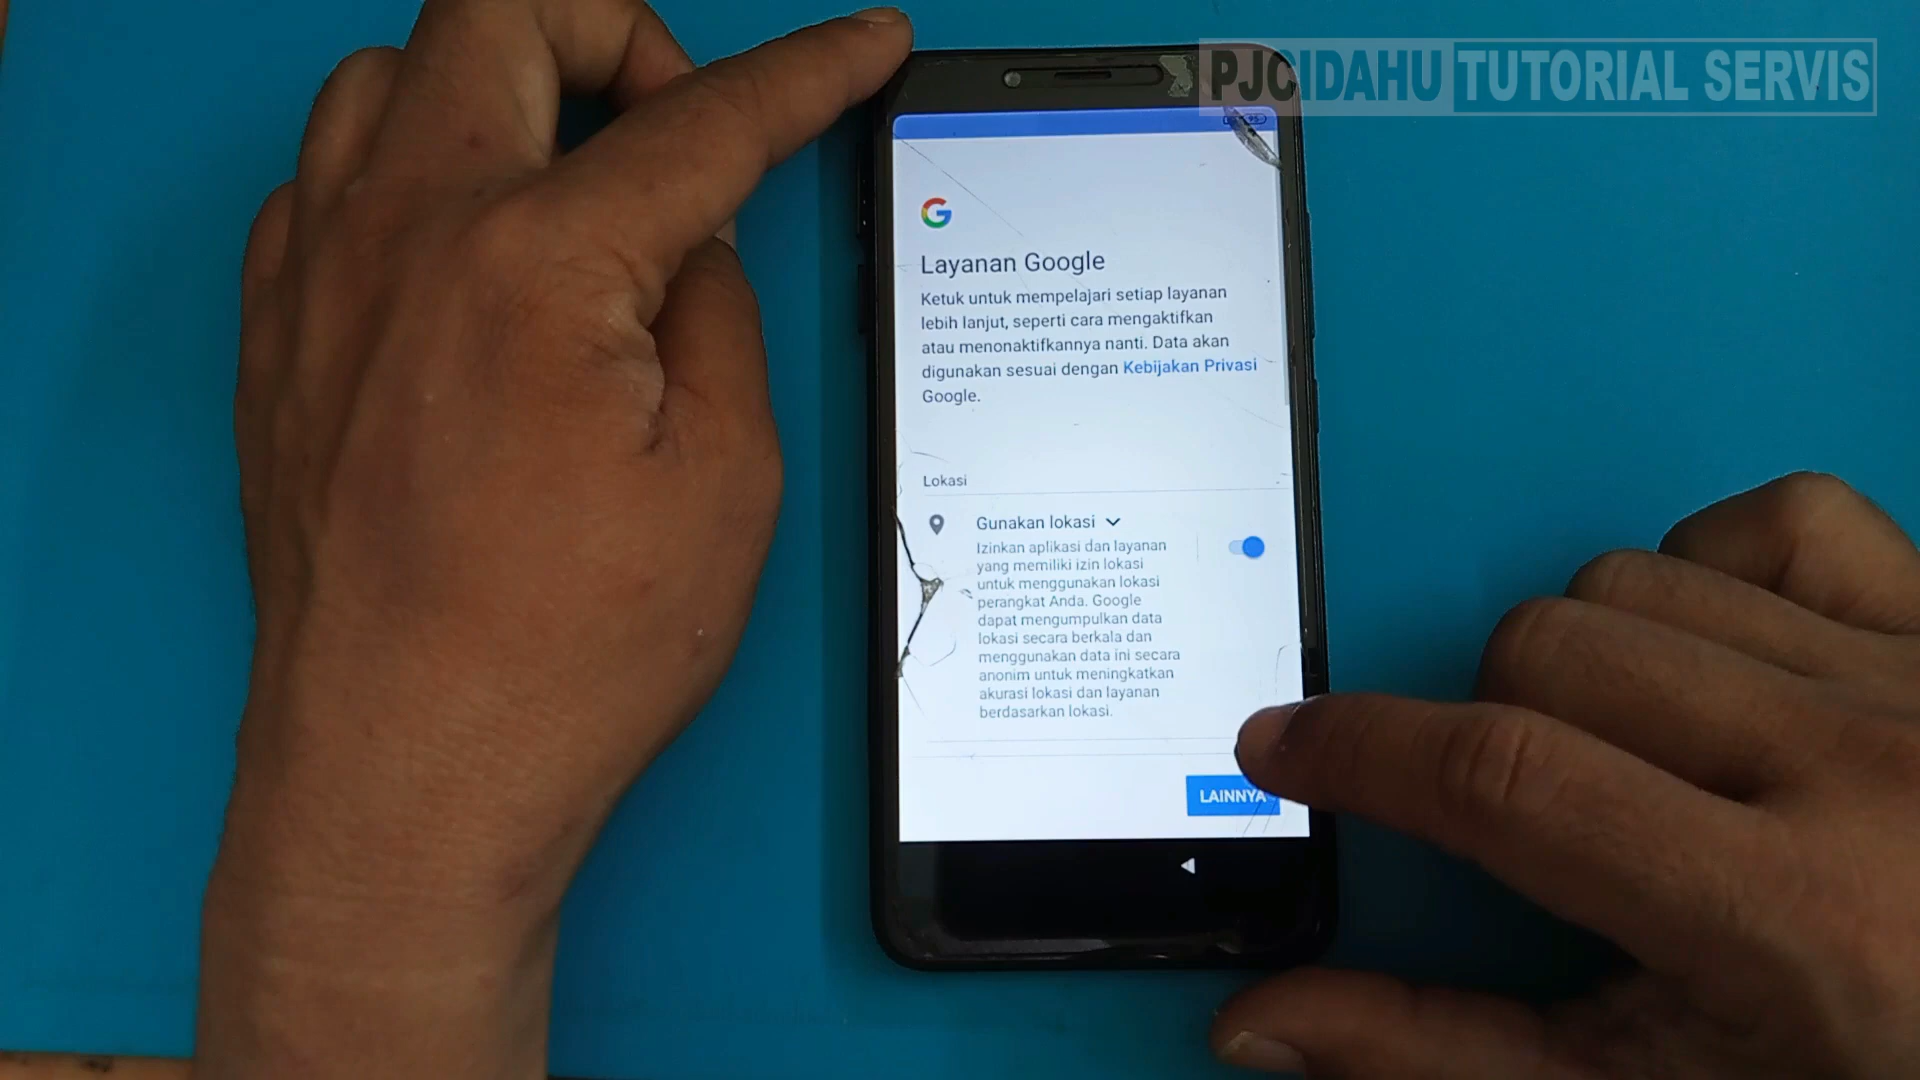 PJCIDAHU TUTORIAL SERVIS
Layanan Google
Ketuk untuk mempelajari setiap layanan
lebih lanjut, seperti cara mengaktifkan
atau menonaktifkannya nanti. Data akan
digunakan sesuai dengan Kebijakan Privasi
Google.
Lokasi
Gunakan lokasi
Izinkan aplikasi dan layanan
yang memiliki izin lokasi
untuk menggunakan lokasi
perangkat Anda. Google
dapat mengumpulkan data
lokasi secara berkala dan
menggunakan data ini secara
anonim untuk meningkatkan
akurasi lokasi dan layanan
berdasarkan lokasi.
LAINNYA